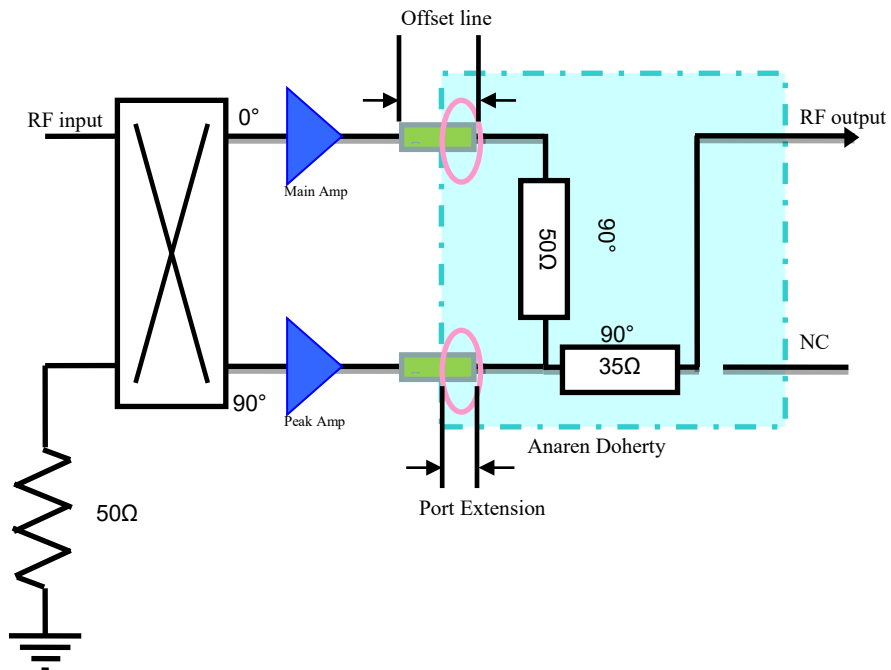 Offset line
RF input
0°
RF output
Main Amp
50Ω
90°
90°
35Ω
NC
90°
Peak Amp
Anaren Doherty
Port Extension
50Ω